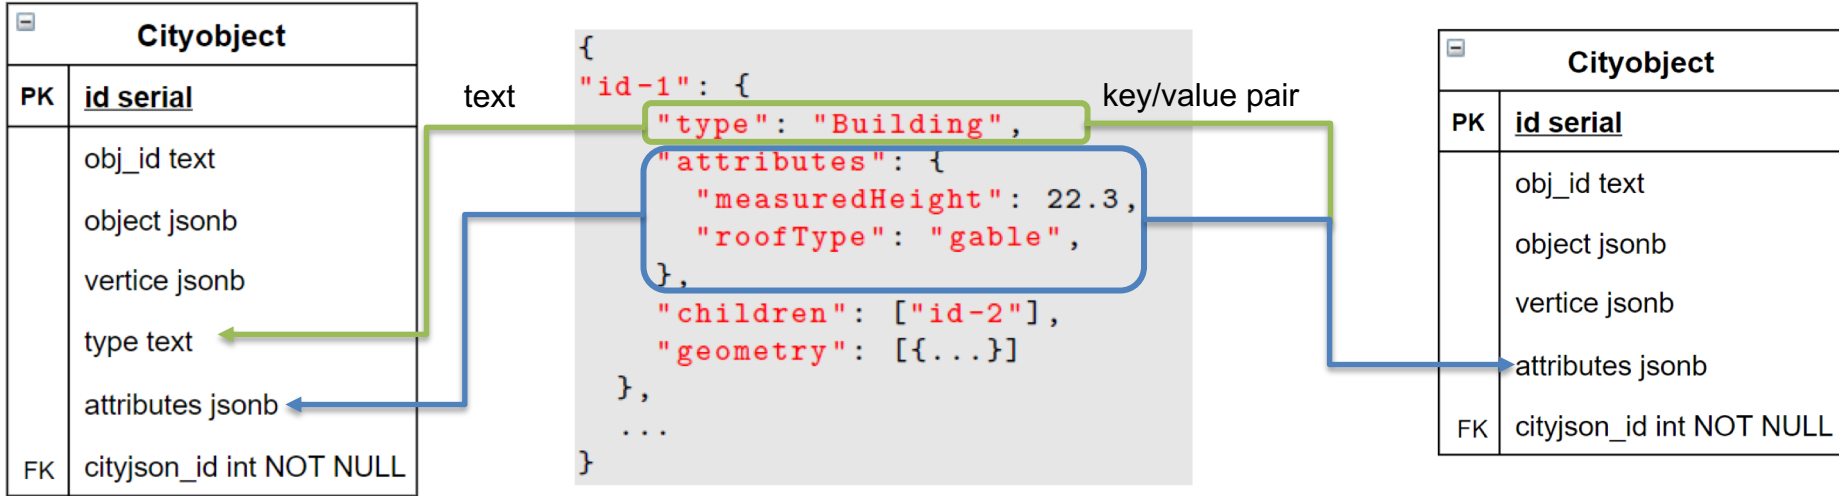 Cityobject
PK id serial
obj_id text
object jsonb
vertice jsonb
type text
attributes jsonb
FK cityjson_id int NOT NULL
text
{
"id-1": {
"type": "Building",
"attributes": {
"measuredHeight": 22.3,
"roofType": "gable",
},
"children": ["id-2"],
"geometry": [{...}]
},
...
}
key/value pair
Cityobject
PK id serial
obj_id text
object jsonb
vertice jsonb
attributes jsonb
FK cityjson_id int NOT NULL